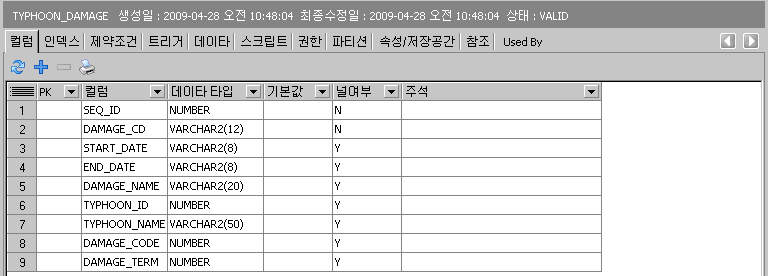 TYPHOON_DAMAGE 생성일 : 2009-04-28 오전 10:48:04 최종수정일 : 2009-04-28 오전 10:48:04 상태 : VALID
컬럼 인덱스 제약조건 트리거 데이타 스크립트 권한 파티션 속성/저장공간 참조 Used By
PK 컬럼 데이타 타입 기본값 널여부 주석
1 SEQ_ID NUMBER N
2 DAMAGE_CD VARCHAR2(12) N
3 START_DATE VARCHAR2(8) Y
4 END_DATE VARCHAR2(8) Y
5 DAMAGE_NAME VARCHAR2(20) Y
6 TYPHOON_ID NUMBER Y
7 TYPHOON_NAME VARCHAR2(50) Y
8 DAMAGE_CODE NUMBER Y
9 DAMAGE_TERM NUMBER Y